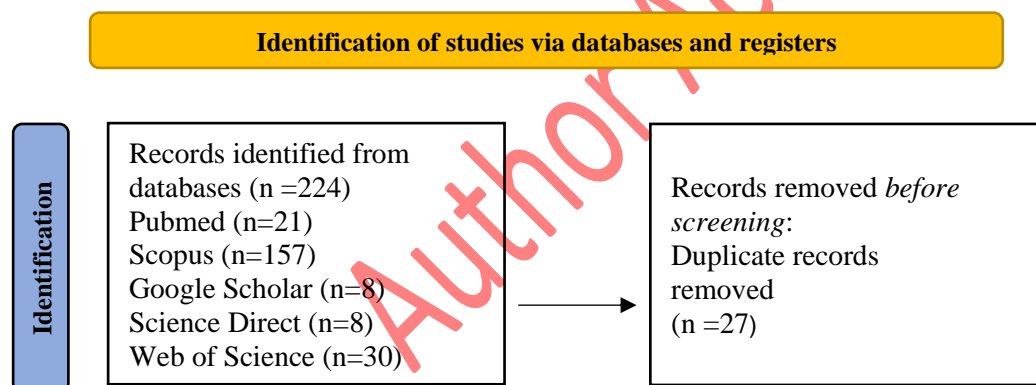 Identification of studies via databases and registers
Identification
Records identified from
databases (n =224)
Pubmed (n=21)
Scopus (n=157)
Google Scholar (n=8)
Science Direct (n=8)
Web of Science (n=30)
Records removed before
screening:
Duplicate records
removed
(n =27)
Author